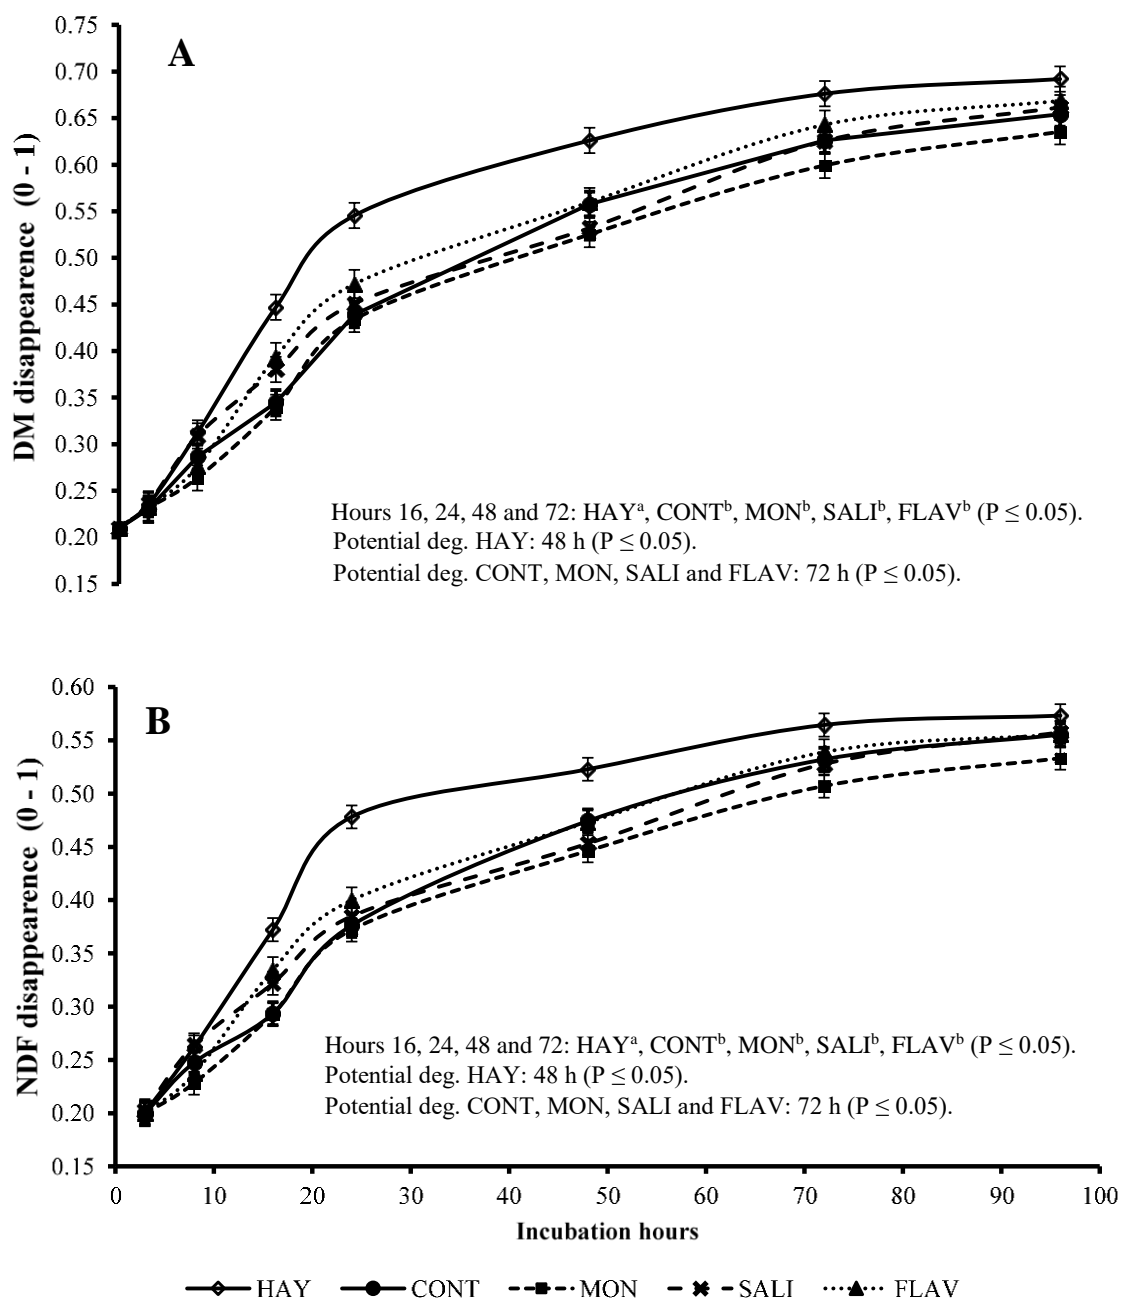 A
DM disappearence (0 - 1)
0.75
0.70
0.65
0.60
0.55
0.50
0.45
0.40
0.35
0.30
0.25
0.20
0.15
Hours 16, 24, 48 and 72: HAYᵃ, CONTᵇ, MONᵇ, SALIᵇ, FLAVᵇ (P ≤ 0.05).
Potential deg. HAY: 48 h (P ≤ 0.05).
Potential deg. CONT, MON, SALI and FLAV: 72 h (P ≤ 0.05).
B
NDF disappearence (0 - 1)
0.60
0.55
0.50
0.45
0.40
0.35
0.30
0.25
0.20
0.15
Hours 16, 24, 48 and 72: HAYᵃ, CONTᵇ, MONᵇ, SALIᵇ, FLAVᵇ (P ≤ 0.05).
Potential deg. HAY: 48 h (P ≤ 0.05).
Potential deg. CONT, MON, SALI and FLAV: 72 h (P ≤ 0.05).
0 10 20 30 40 50 60 70 80 90 100
Incubation hours
HAY CONT MON SALI FLAV